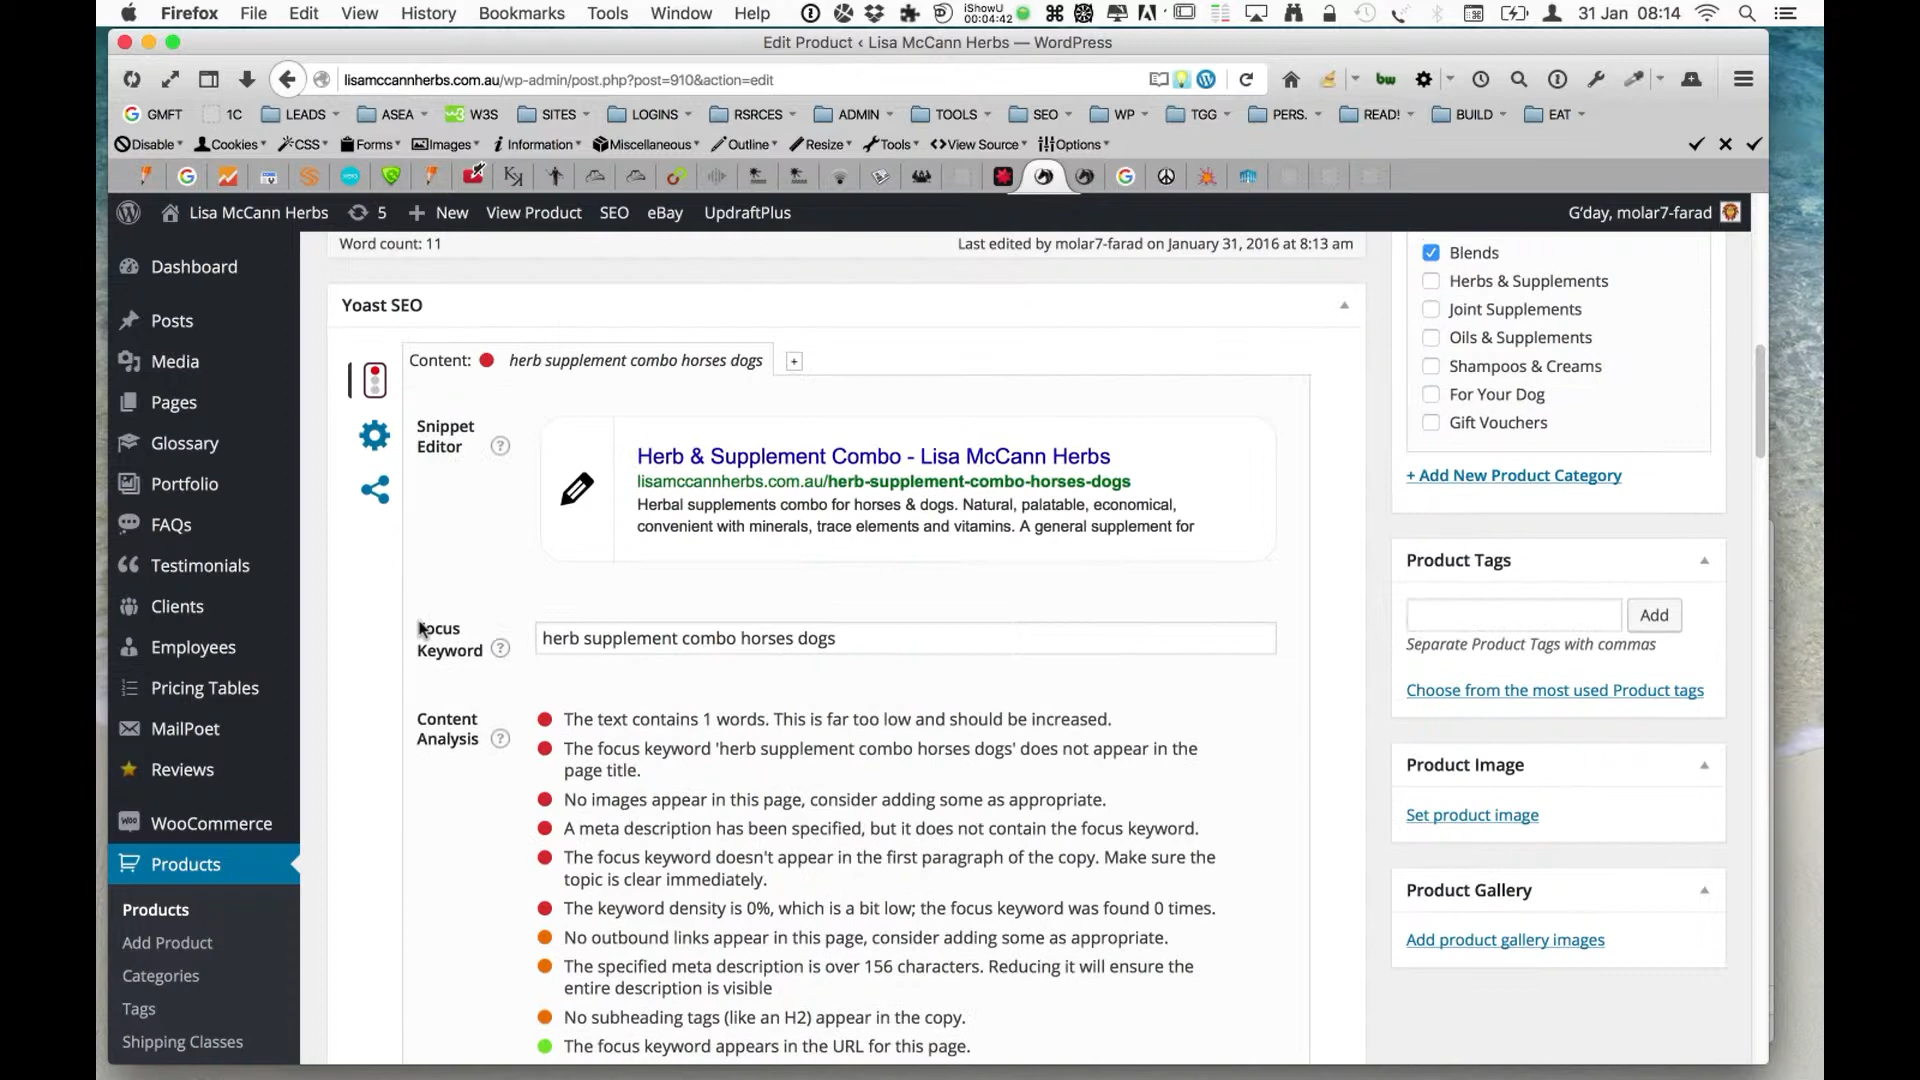 Firefox File Edit View History Bookmarks Tools Window Help iShowU 00:04:42 31 Jan 08:14
Edit Product ‹ Lisa McCann Herbs — WordPress
lisamccannherbs.com.au/wp-admin/post.php?post=910&action=edit bw
GMFT 1C LEADS ASEA W3S SITES LOGINS RSRCES ADMIN TOOLS SEO WP TGG PERS. READ! BUILD EAT
Disable Cookies CSS Forms Images Information Miscellaneous Outline Resize Tools View Source Options
Lisa McCann Herbs 5 New View Product SEO eBay UpdraftPlus G'day, molar7-farad
Word count: 11 Last edited by molar7-farad on January 31, 2016 at 8:13 am
Dashboard
Posts
Media
Pages
Glossary
Portfolio
FAQs
Testimonials
Clients
Employees
Pricing Tables
MailPoet
Reviews
WooCommerce
Products
Products
Add Product
Categories
Tags
Shipping Classes
Yoast SEO
Content: herb supplement combo horses dogs +
Snippet
Editor ?
Herb & Supplement Combo - Lisa McCann Herbs
lisamccannherbs.com.au/herb-supplement-combo-horses-dogs
Herbal supplements combo for horses & dogs. Natural, palatable, economical,
convenient with minerals, trace elements and vitamins. A general supplement for
Focus
Keyword ?
herb supplement combo horses dogs
Content
Analysis ?
The text contains 1 words. This is far too low and should be increased.
The focus keyword 'herb supplement combo horses dogs' does not appear in the
page title.
No images appear in this page, consider adding some as appropriate.
A meta description has been specified, but it does not contain the focus keyword.
The focus keyword doesn't appear in the first paragraph of the copy. Make sure the
topic is clear immediately.
The keyword density is 0%, which is a bit low; the focus keyword was found 0 times.
No outbound links appear in this page, consider adding some as appropriate.
The specified meta description is over 156 characters. Reducing it will ensure the
entire description is visible
No subheading tags (like an H2) appear in the copy.
The focus keyword appears in the URL for this page.
Blends
Herbs & Supplements
Joint Supplements
Oils & Supplements
Shampoos & Creams
For Your Dog
Gift Vouchers
+ Add New Product Category
Product Tags
Add
Separate Product Tags with commas
Choose from the most used Product tags
Product Image
Set product image
Product Gallery
Add product gallery images